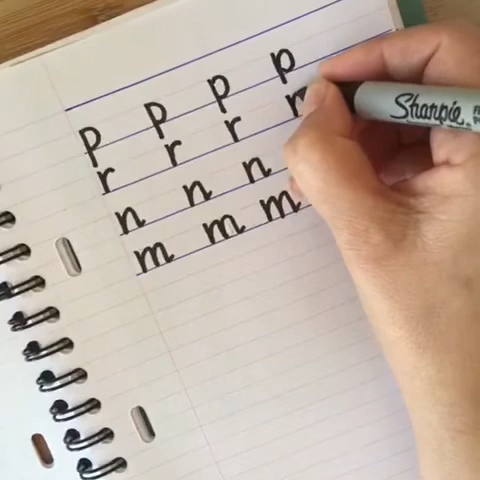 p p p p
r r r r
n n n
m m m
Sharpie